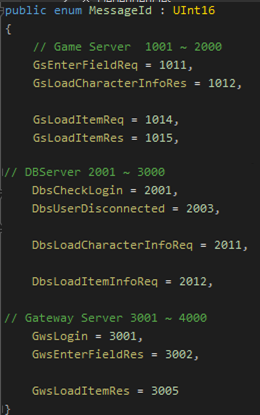 public enum MessageId : UInt16
{
// Game Server  1001 ~ 2000
GsEnterFieldReq = 1011,
GsLoadCharacterInfoRes = 1012,
GsLoadItemReq = 1014,
GsLoadItemRes = 1015,
// DBServer 2001 ~ 3000
DbsCheckLogin = 2001,
DbsUserDisconnected = 2003,
DbsLoadCharacterInfoReq = 2011,
DbsLoadItemInfoReq = 2012,
// Gateway Server 3001 ~ 4000
GwsLogin = 3001,
GwsEnterFieldRes = 3002,
GwsLoadItemRes = 3005
}